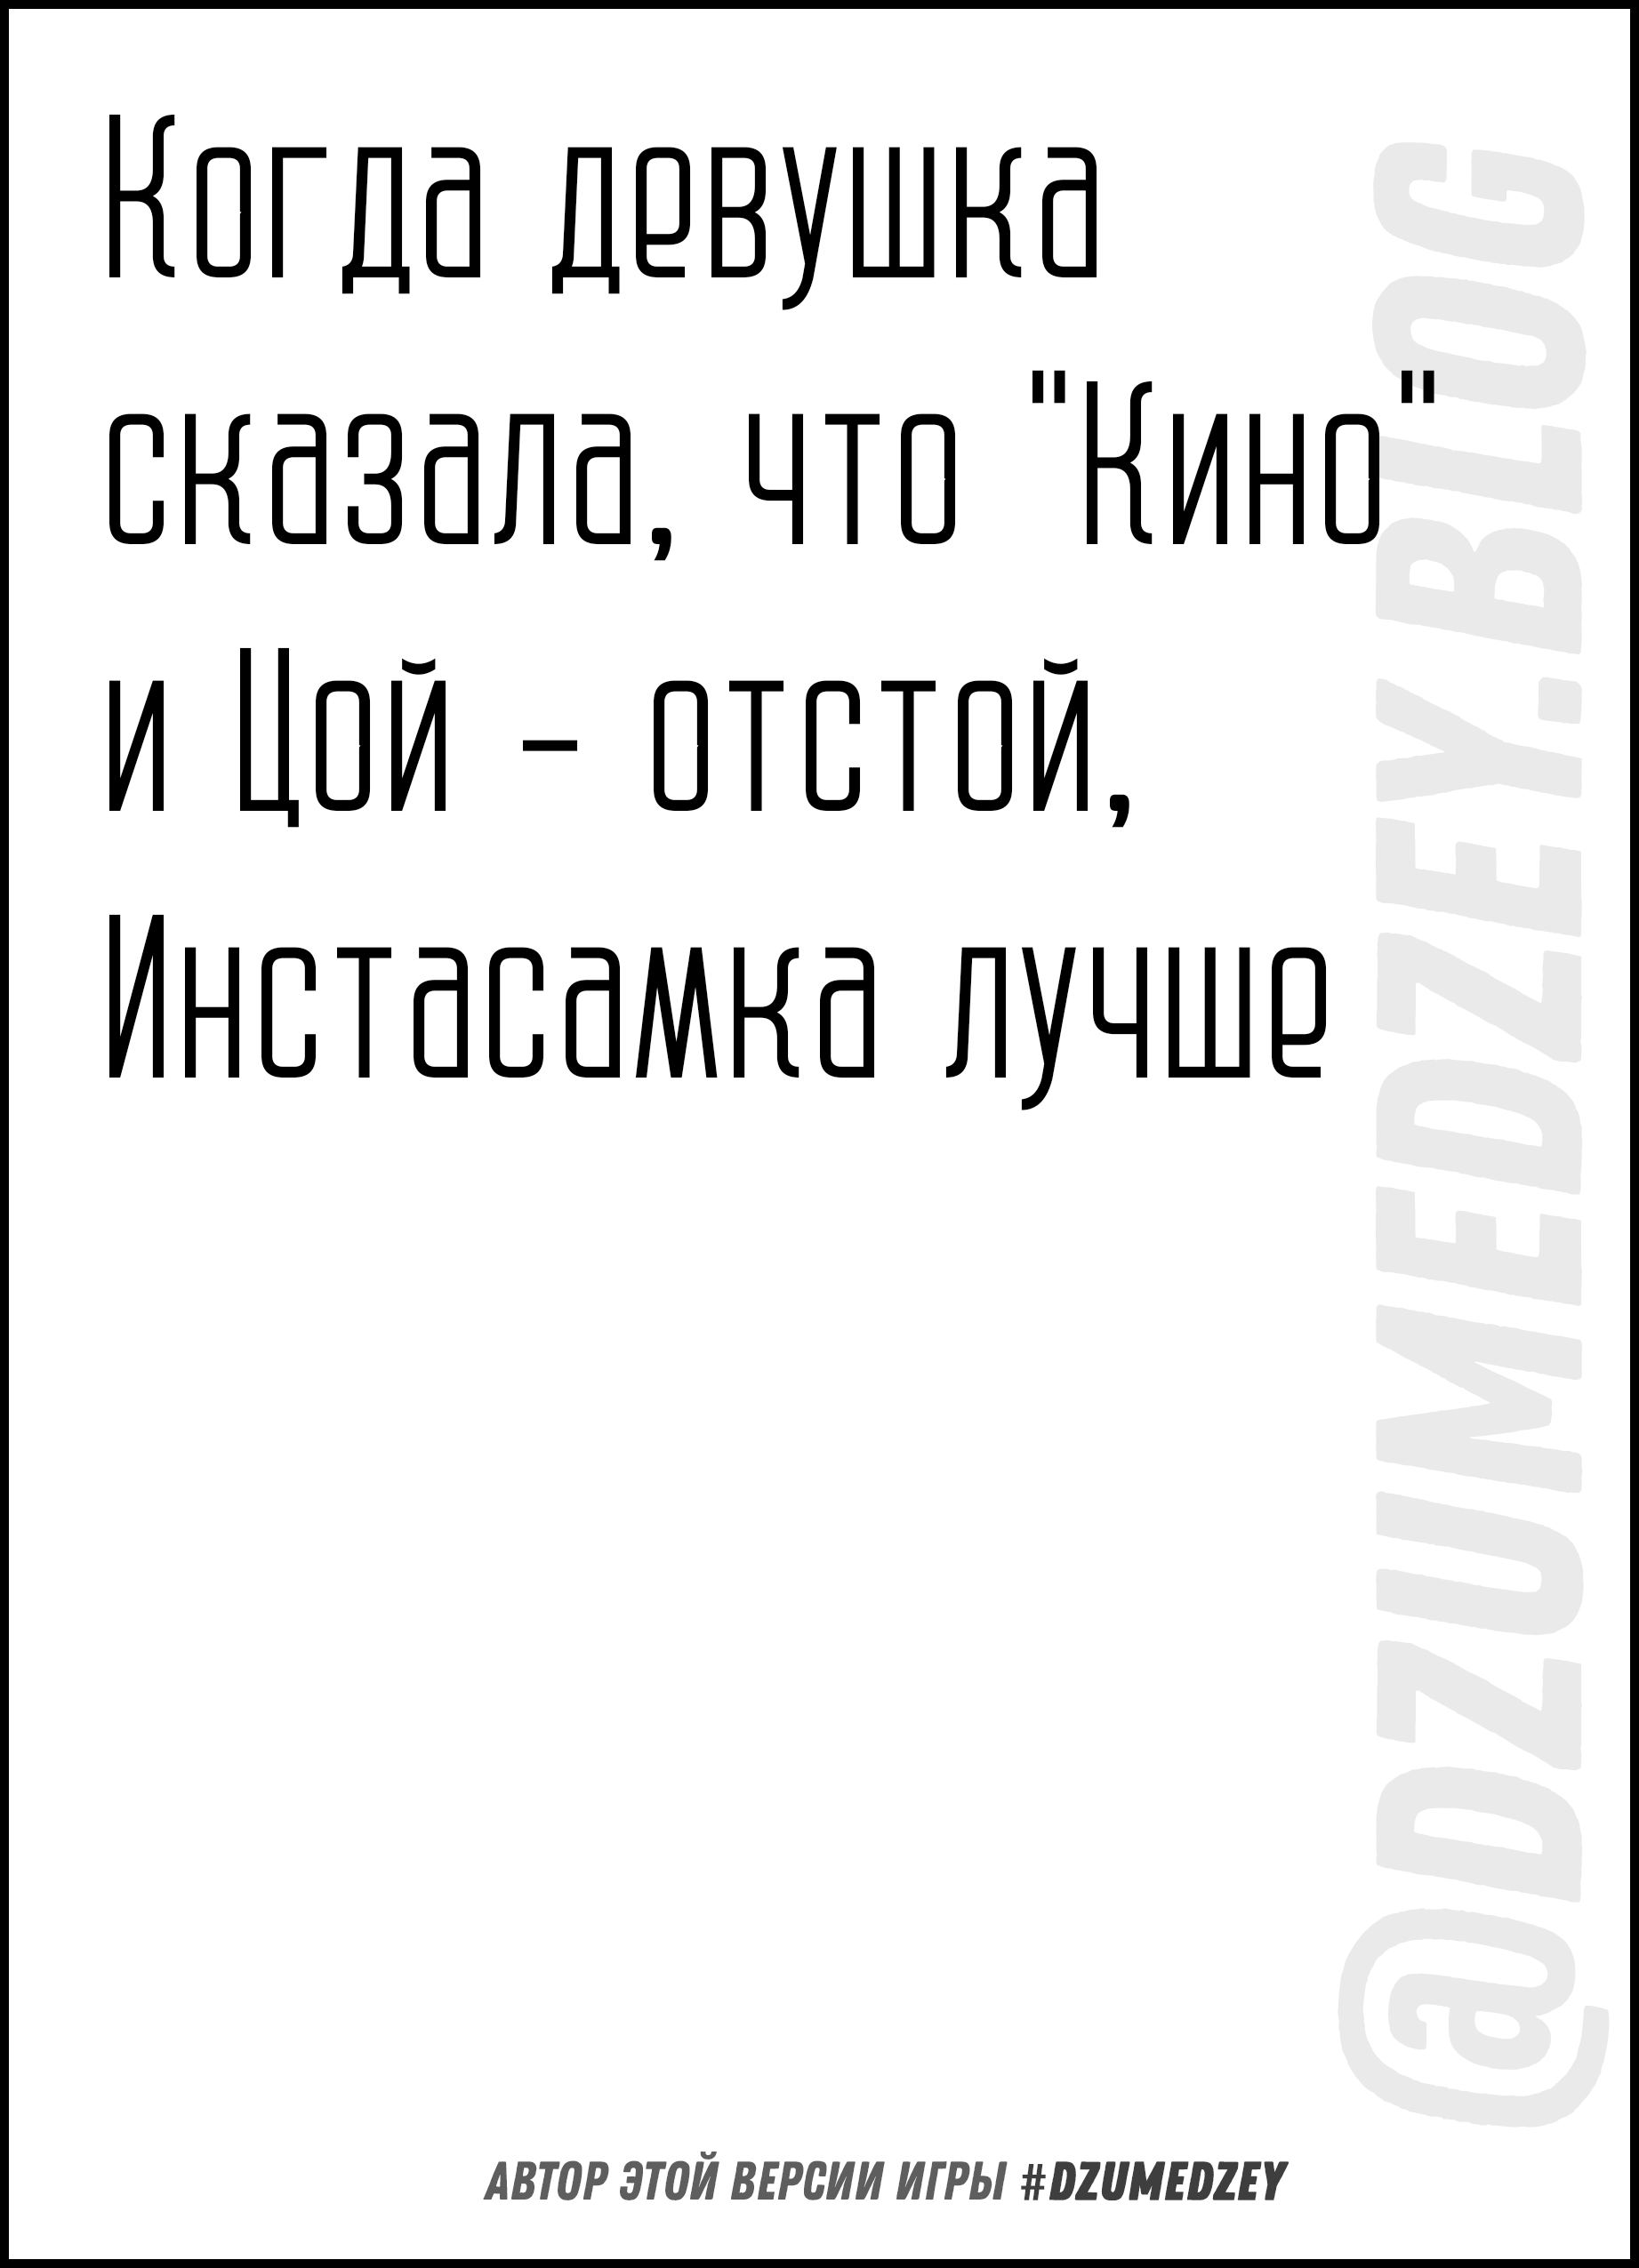 Когда девушка
сказала, что "Кино"
и Цой – отстой,
Инстасамка лучше
@DZUMEDZEY.BLOG
АВТОР ЭТОЙ ВЕРСИИ ИГРЫ #DZUMEDZEY